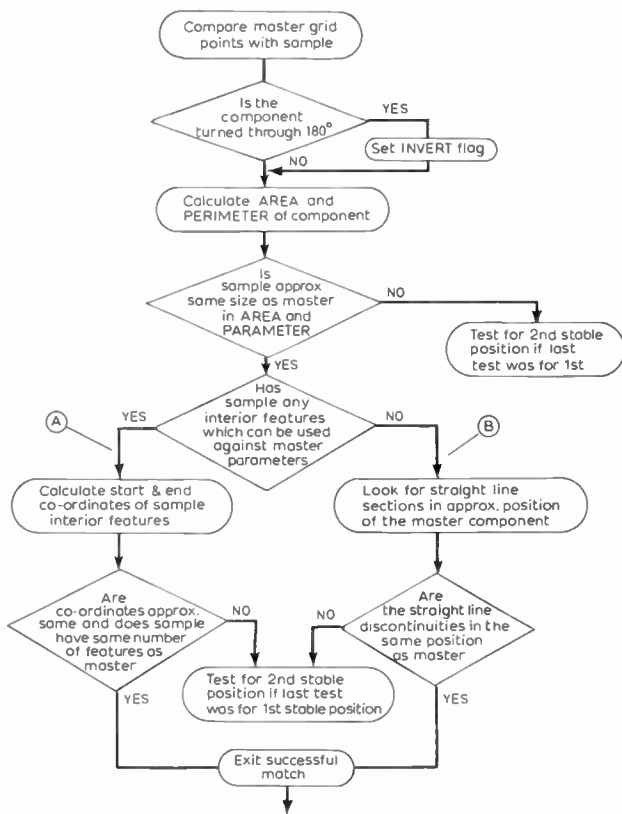 Compare master grid
points with sample
Is the
component
turned through 180°
YES
Set INVERT flag
NO
Calculate AREA and
PERIMETER of component
Is
sample approx
same size as master
in AREA and
PARAMETER
NO
Test for 2nd stable
position if last
test was for 1st
YES
Has
sample any
interior features
which can be used
against master
parameters
YES
NO
A
B
Calculate start & end
co-ordinates of sample
interior features
Look for straight line
sections in approx. position
of the master component
Are
co-ordinates approx.
same and does sample
have same number
of features as
master
NO
Are
the straight line
discontinuities in the
same position
as master
NO
Test for 2nd stable
position if last test
was for 1st stable position
YES
YES
Exit successful
match